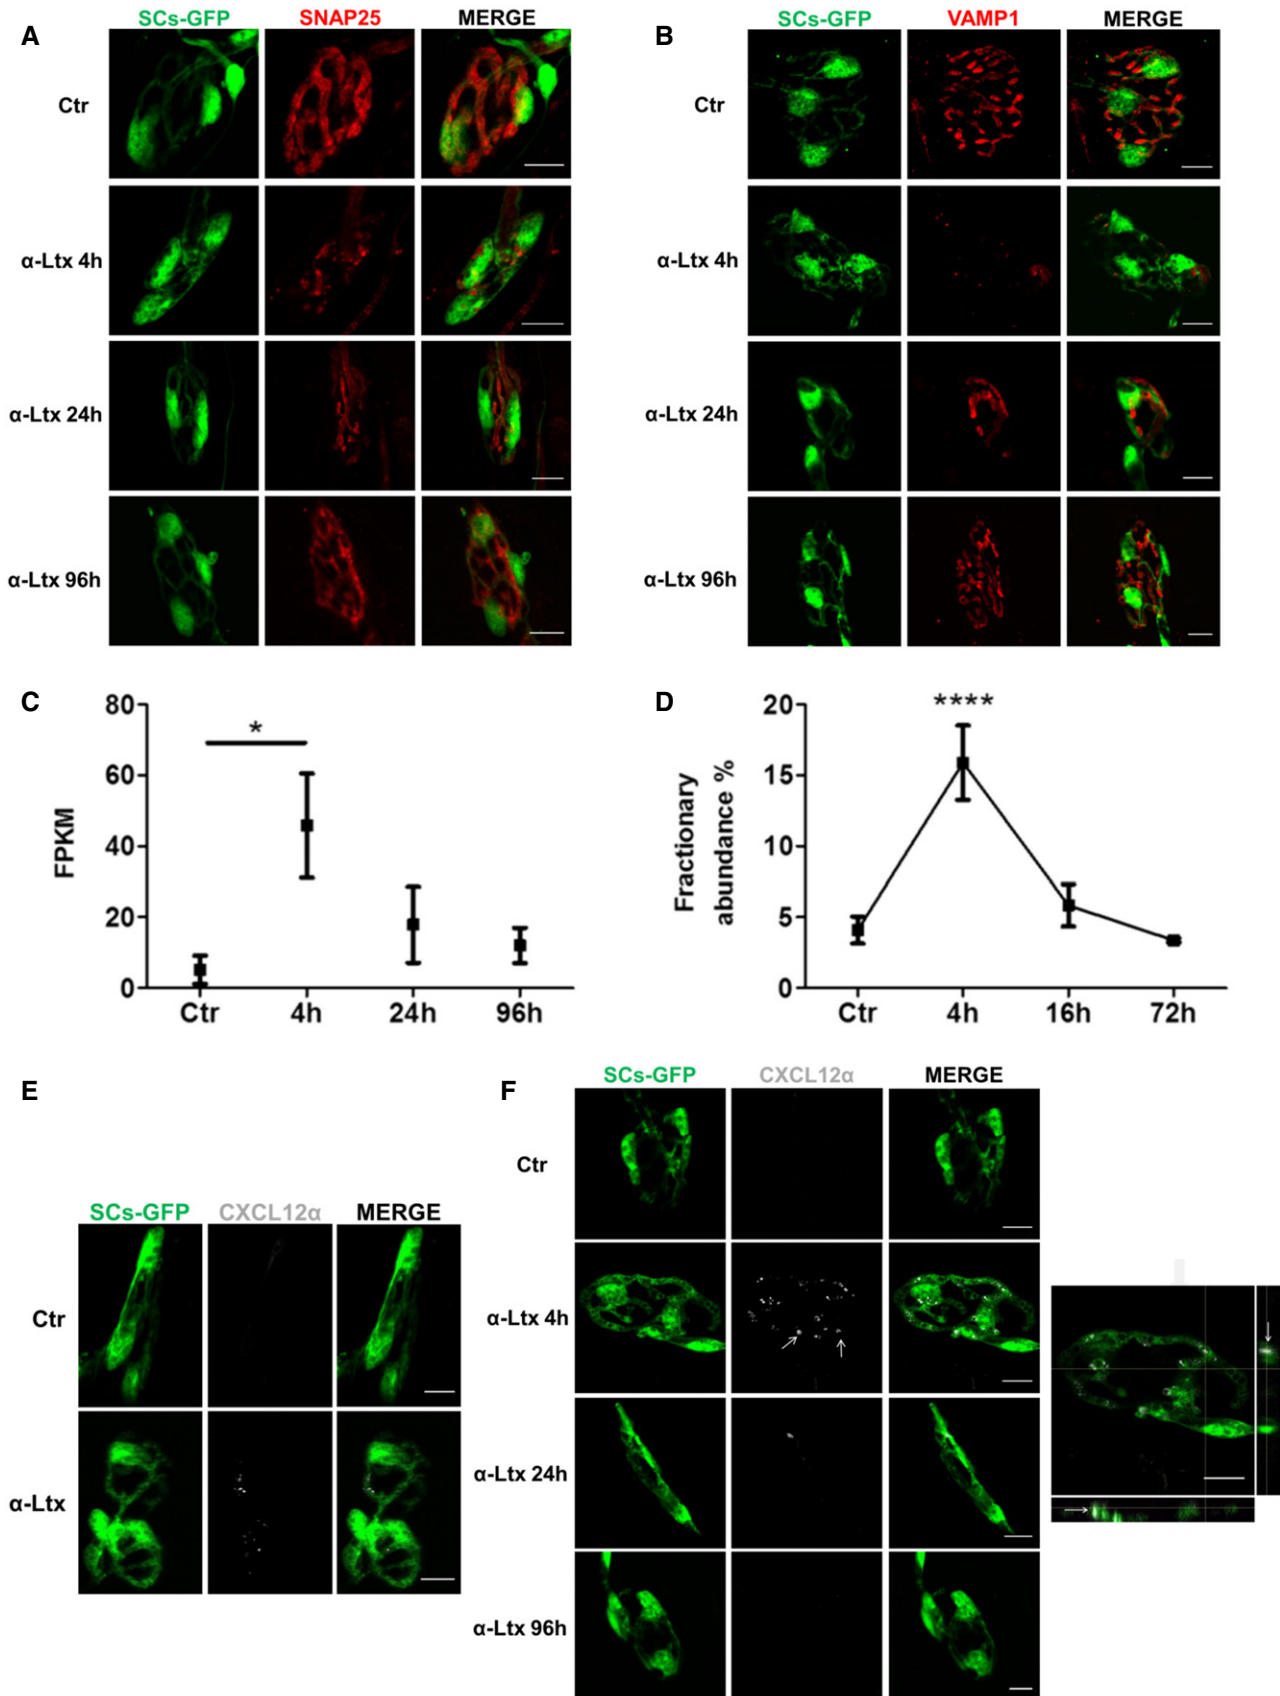 A
SCs-GFP SNAP25 MERGE
Ctr
α-Ltx 4h
α-Ltx 24h
α-Ltx 96h
B
SCs-GFP VAMP1 MERGE
Ctr
α-Ltx 4h
α-Ltx 24h
α-Ltx 96h
C
80
60
40
20
0
FPKM
*
Ctr 4h 24h 96h
D
20
15
10
5
0
Fractionary
abundance %
****
Ctr 4h 16h 72h
E
SCs-GFP CXCL12α MERGE
Ctr
α-Ltx
F
SCs-GFP CXCL12α MERGE
Ctr
α-Ltx 4h
α-Ltx 24h
α-Ltx 96h